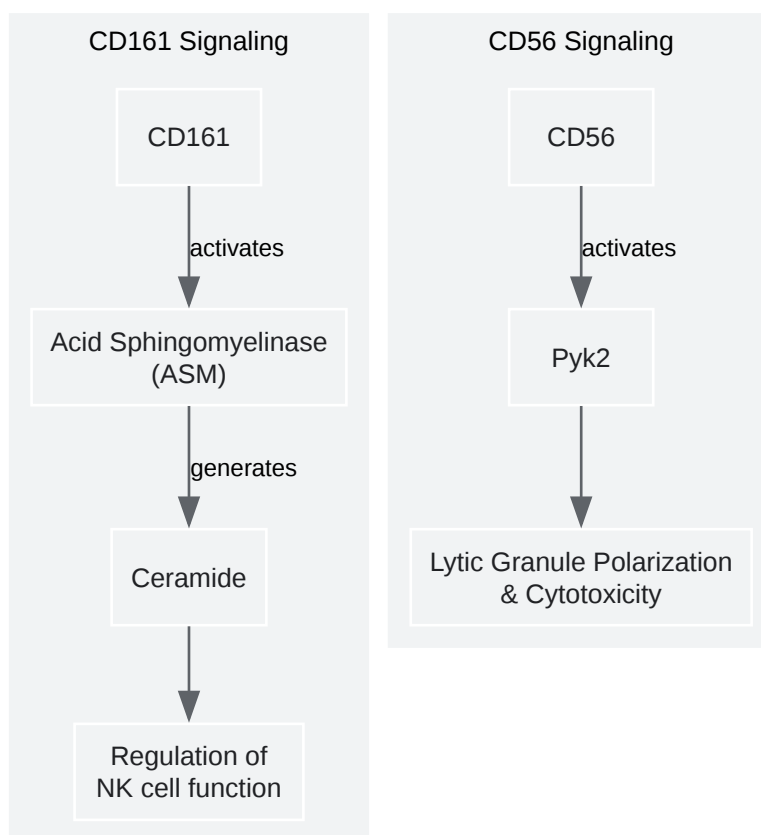 CD161 Signaling
CD161
activates
Acid Sphingomyelinase
(ASM)
generates
Ceramide
Regulation of
NK cell function
CD56 Signaling
CD56
activates
Pyk2
Lytic Granule Polarization
& Cytotoxicity